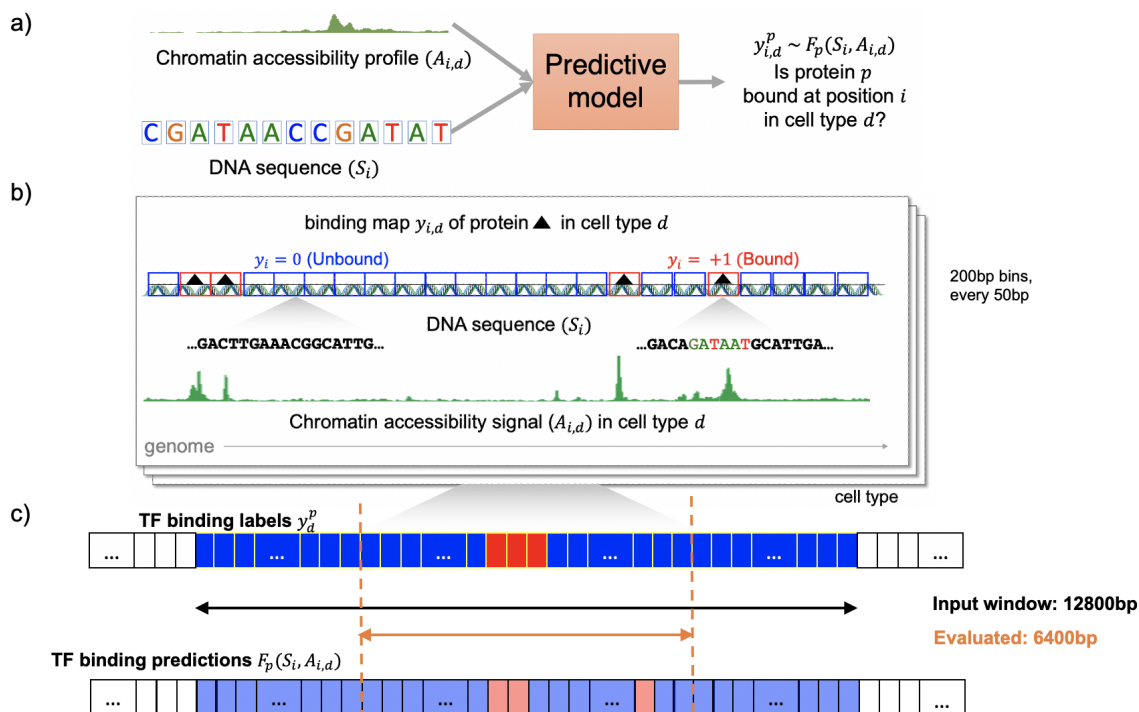 a)
Chromatin accessibility profile (A_{i,d})
C G A T A A C C G A T A T
DNA sequence (S_i)
Predictive
model
y^p_{i,d} ~ F_p(S_i, A_{i,d})
Is protein p
bound at position i
in cell type d?
b)
binding map y_{i,d} of protein ▲ in cell type d
y_i = 0 (Unbound)
y_i = +1 (Bound)
200bp bins,
every 50bp
DNA sequence (S_i)
...GACTTGAAACGGCATTG...
...GACAGATAATGCATTGA...
Chromatin accessibility signal (A_{i,d}) in cell type d
genome
cell type
c)
TF binding labels y^p_d
... ... ... ... ... ...
Input window: 12800bp
Evaluated: 6400bp
TF binding predictions F_p(S_i, A_{i,d})
... ... ... ... ... ...